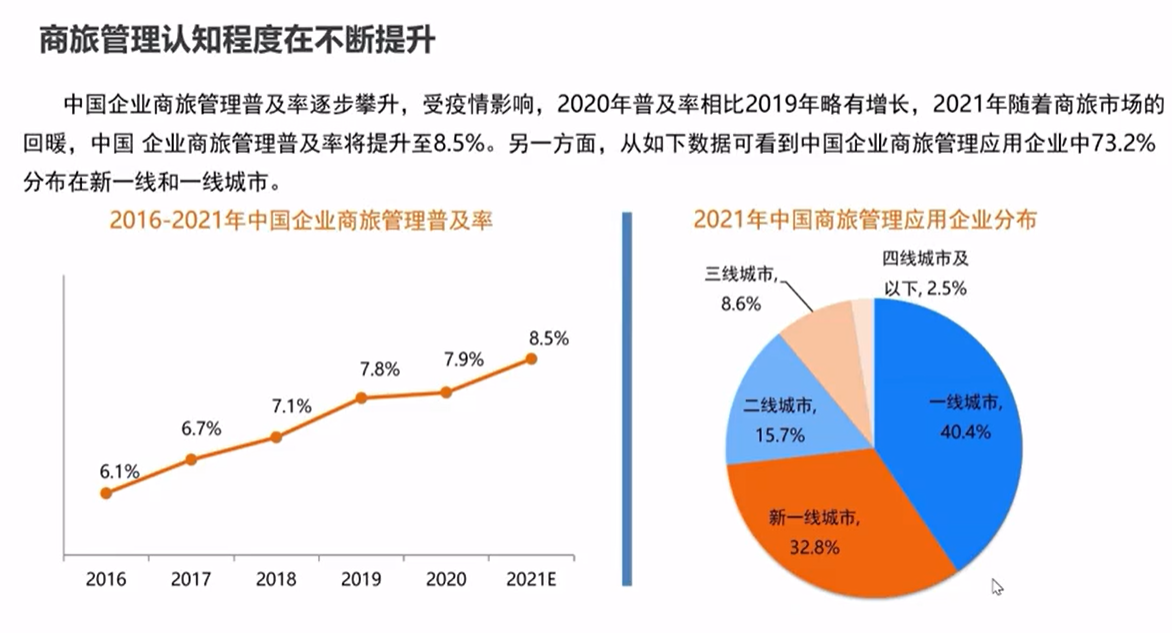 商旅管理认知程度在不断提升
中国企业商旅管理普及率逐步攀升，受疫情影响，2020年普及率相比2019年略有增长，2021年随着商旅市场的
回暖，中国 企业商旅管理普及率将提升至8.5%。另一方面，从如下数据可看到中国企业商旅管理应用企业中73.2%
分布在新一线和一线城市。
2016-2021年中国企业商旅管理普及率
6.1%
6.7%
7.1%
7.8%
7.9%
8.5%
2016
2017
2018
2019
2020
2021E
2021年中国商旅管理应用企业分布
四线城市及
以下, 2.5%
三线城市,
8.6%
二线城市,
15.7%
一线城市,
40.4%
新一线城市,
32.8%